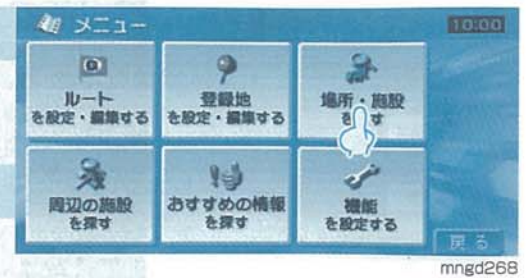 メニュー
10:00
ルート
を設定・編集する
登録地
を設定・編集する
場所・施設
を す
周辺の施設
を探す
おすすめの情報
を探す
機能
を設定する
戻る
mngd268